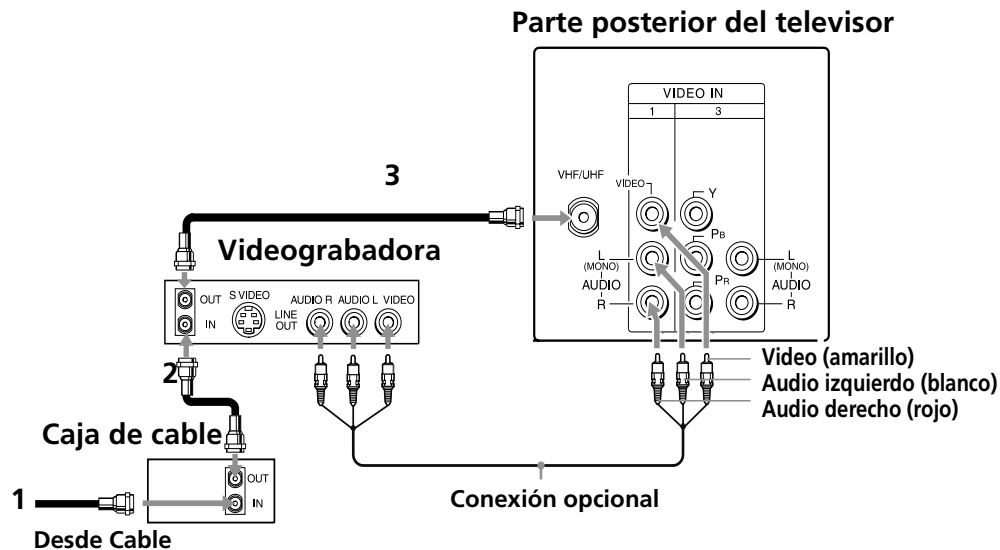 Parte posterior del televisor
VIDEO IN
1 3
3
VHF/UHF
VIDEO
Y
PB
L
(MONO)
AUDIO
R
PR
L
(MONO)
AUDIO
R
Videograbadora
OUT
IN
S VIDEO
LINE
OUT
AUDIO R AUDIO L VIDEO
2
Video (amarillo)
Audio izquierdo (blanco)
Audio derecho (rojo)
Caja de cable
OUT
IN
1
Conexión opcional
Desde Cable